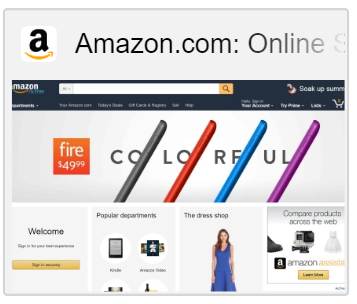 Amazon.com: Online S
amazon
All
Soak up summ
epartments
Your Amazon.com Today's Deals Gift Cards & Registry Sell Help
Hello. Sign in
Your Account Try Prime Lists
fire
$49.99
COLORFUL
Welcome
Sign in for your best experience
Sign in securely
Popular departments
Kindle
Amazon Video
The dress shop
Compare products
across the web
amazon assista
Learn More